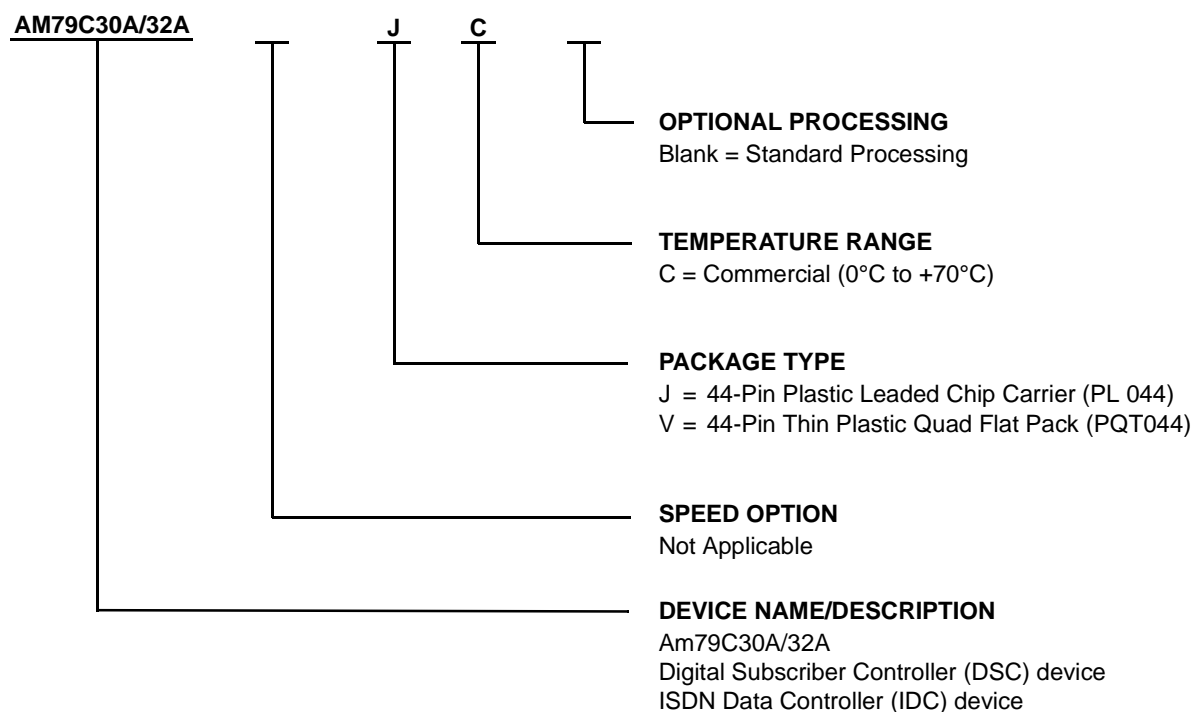 AM79C30A/32A J C
OPTIONAL PROCESSING
Blank = Standard Processing
TEMPERATURE RANGE
C = Commercial (0°C to +70°C)
PACKAGE TYPE
J = 44-Pin Plastic Leaded Chip Carrier (PL 044)
V = 44-Pin Thin Plastic Quad Flat Pack (PQT044)
SPEED OPTION
Not Applicable
DEVICE NAME/DESCRIPTION
Am79C30A/32A
Digital Subscriber Controller (DSC) device
ISDN Data Controller (IDC) device